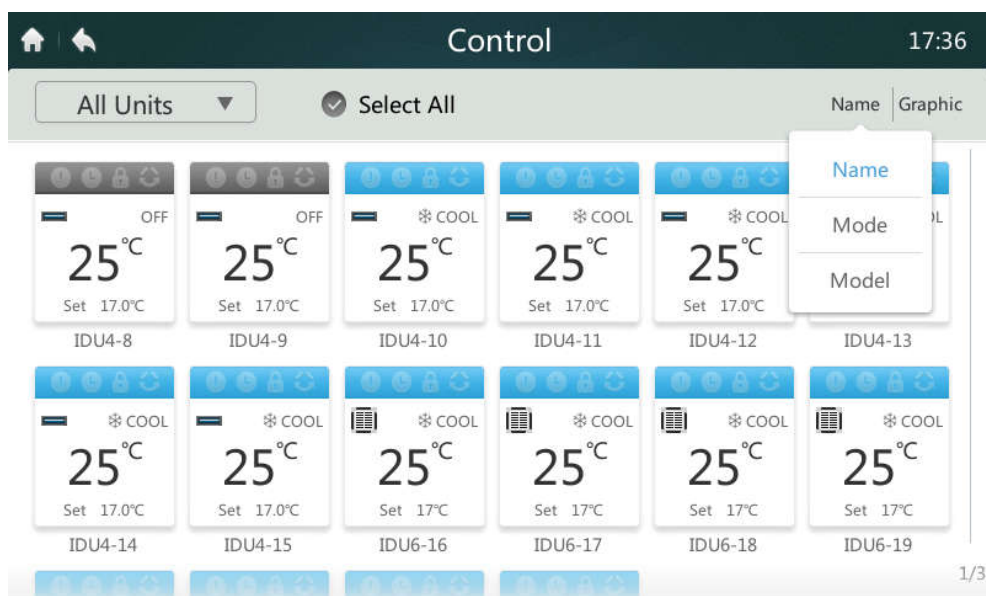 Control 17:36
All Units Select All Name Graphic
Name
Mode
Model
OFF OFF COOL COOL COOL
25°C 25°C 25°C 25°C 25°C
Set 17.0°C Set 17.0°C Set 17.0°C Set 17.0°C Set 17.0°C
IDU4-8 IDU4-9 IDU4-10 IDU4-11 IDU4-12 IDU4-13
COOL COOL COOL COOL COOL COOL
25°C 25°C 25°C 25°C 25°C 25°C
Set 17.0°C Set 17.0°C Set 17°C Set 17°C Set 17°C Set 17°C
IDU4-14 IDU4-15 IDU6-16 IDU6-17 IDU6-18 IDU6-19
1/3